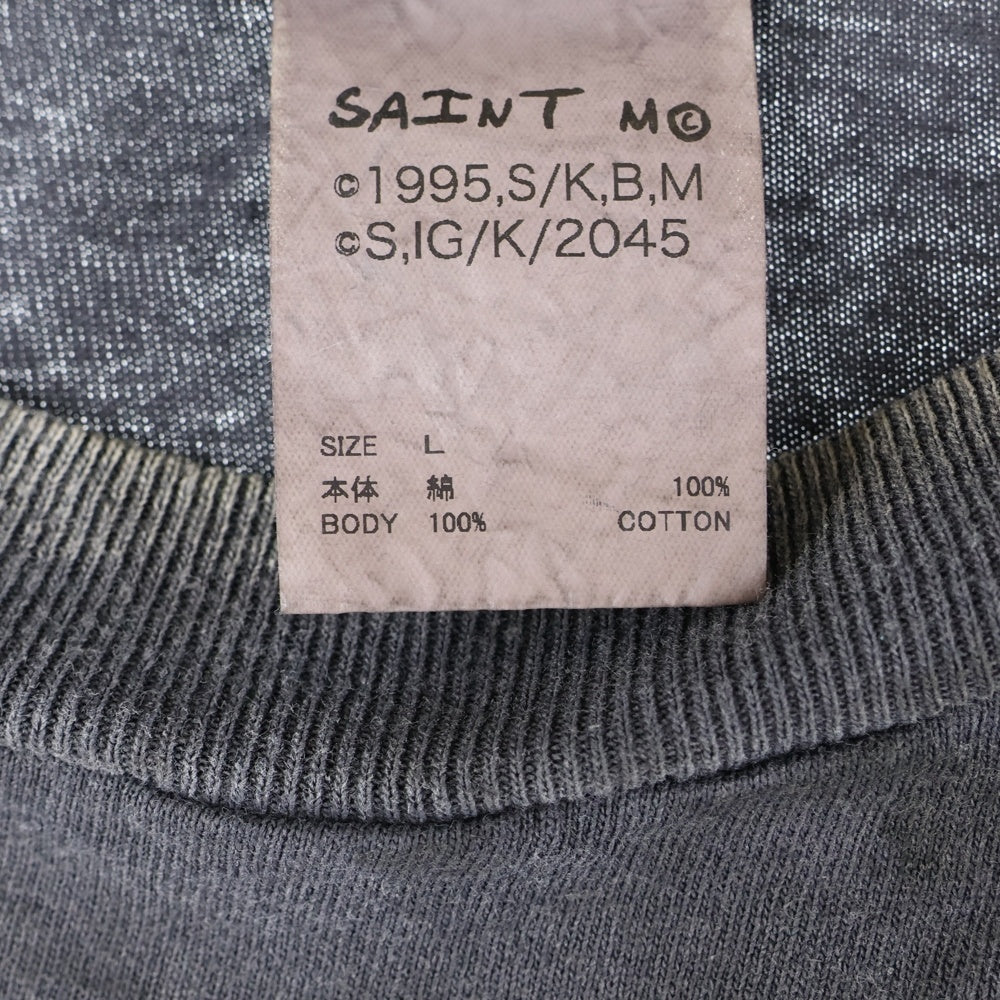 SAINT M©
©1995,S/K,B,M
©S,IG/K/2045
SIZE L
本体 綿 100%
BODY 100% COTTON